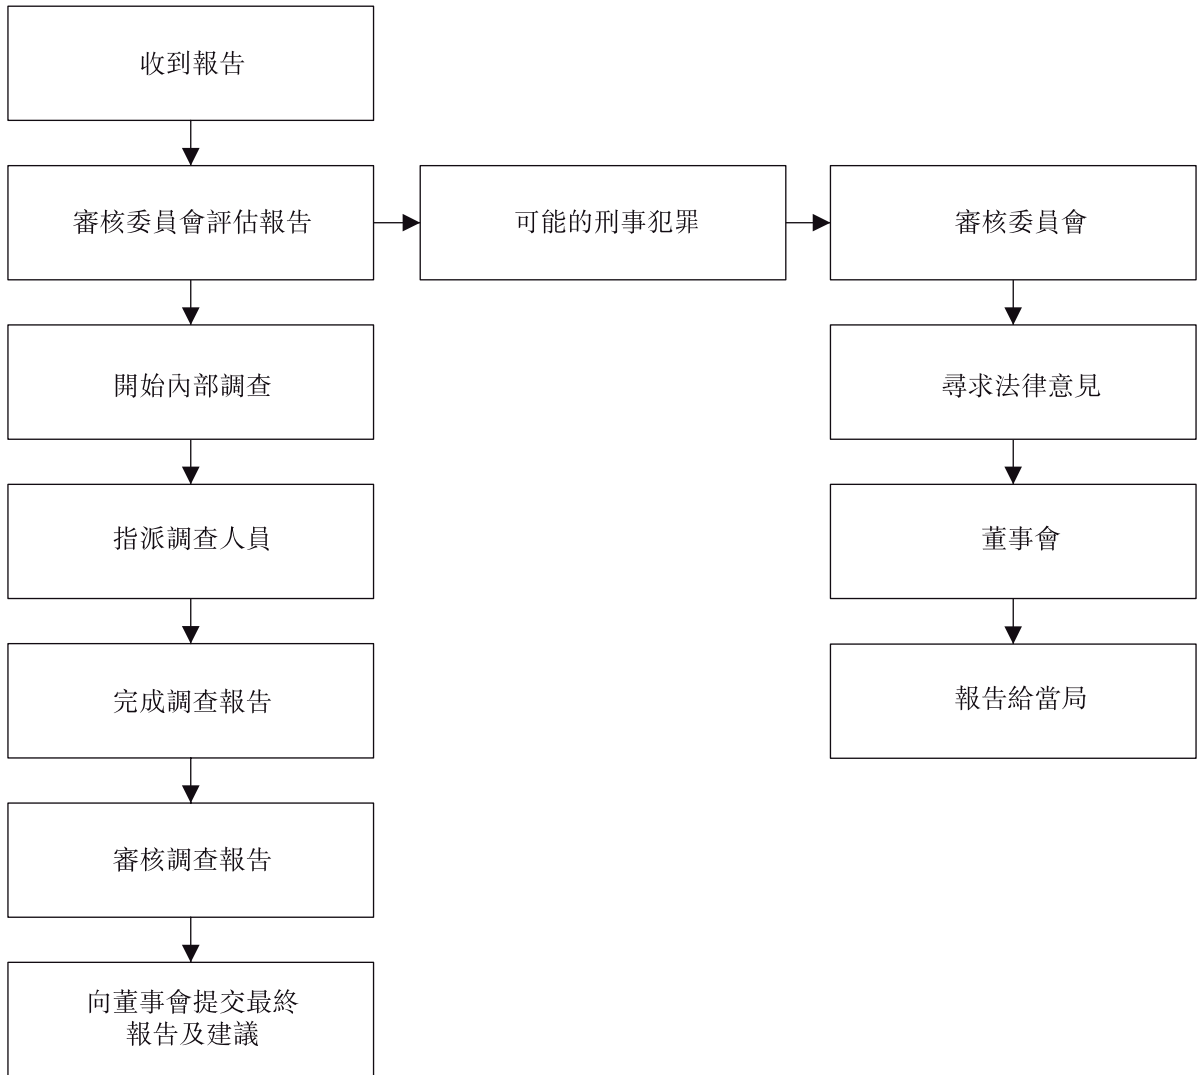 收到報告
審核委員會評估報告
可能的刑事犯罪
審核委員會
開始內部調查
尋求法律意見
指派調查人員
董事會
完成調查報告
報告給當局
審核調查報告
向董事會提交最終
報告及建議